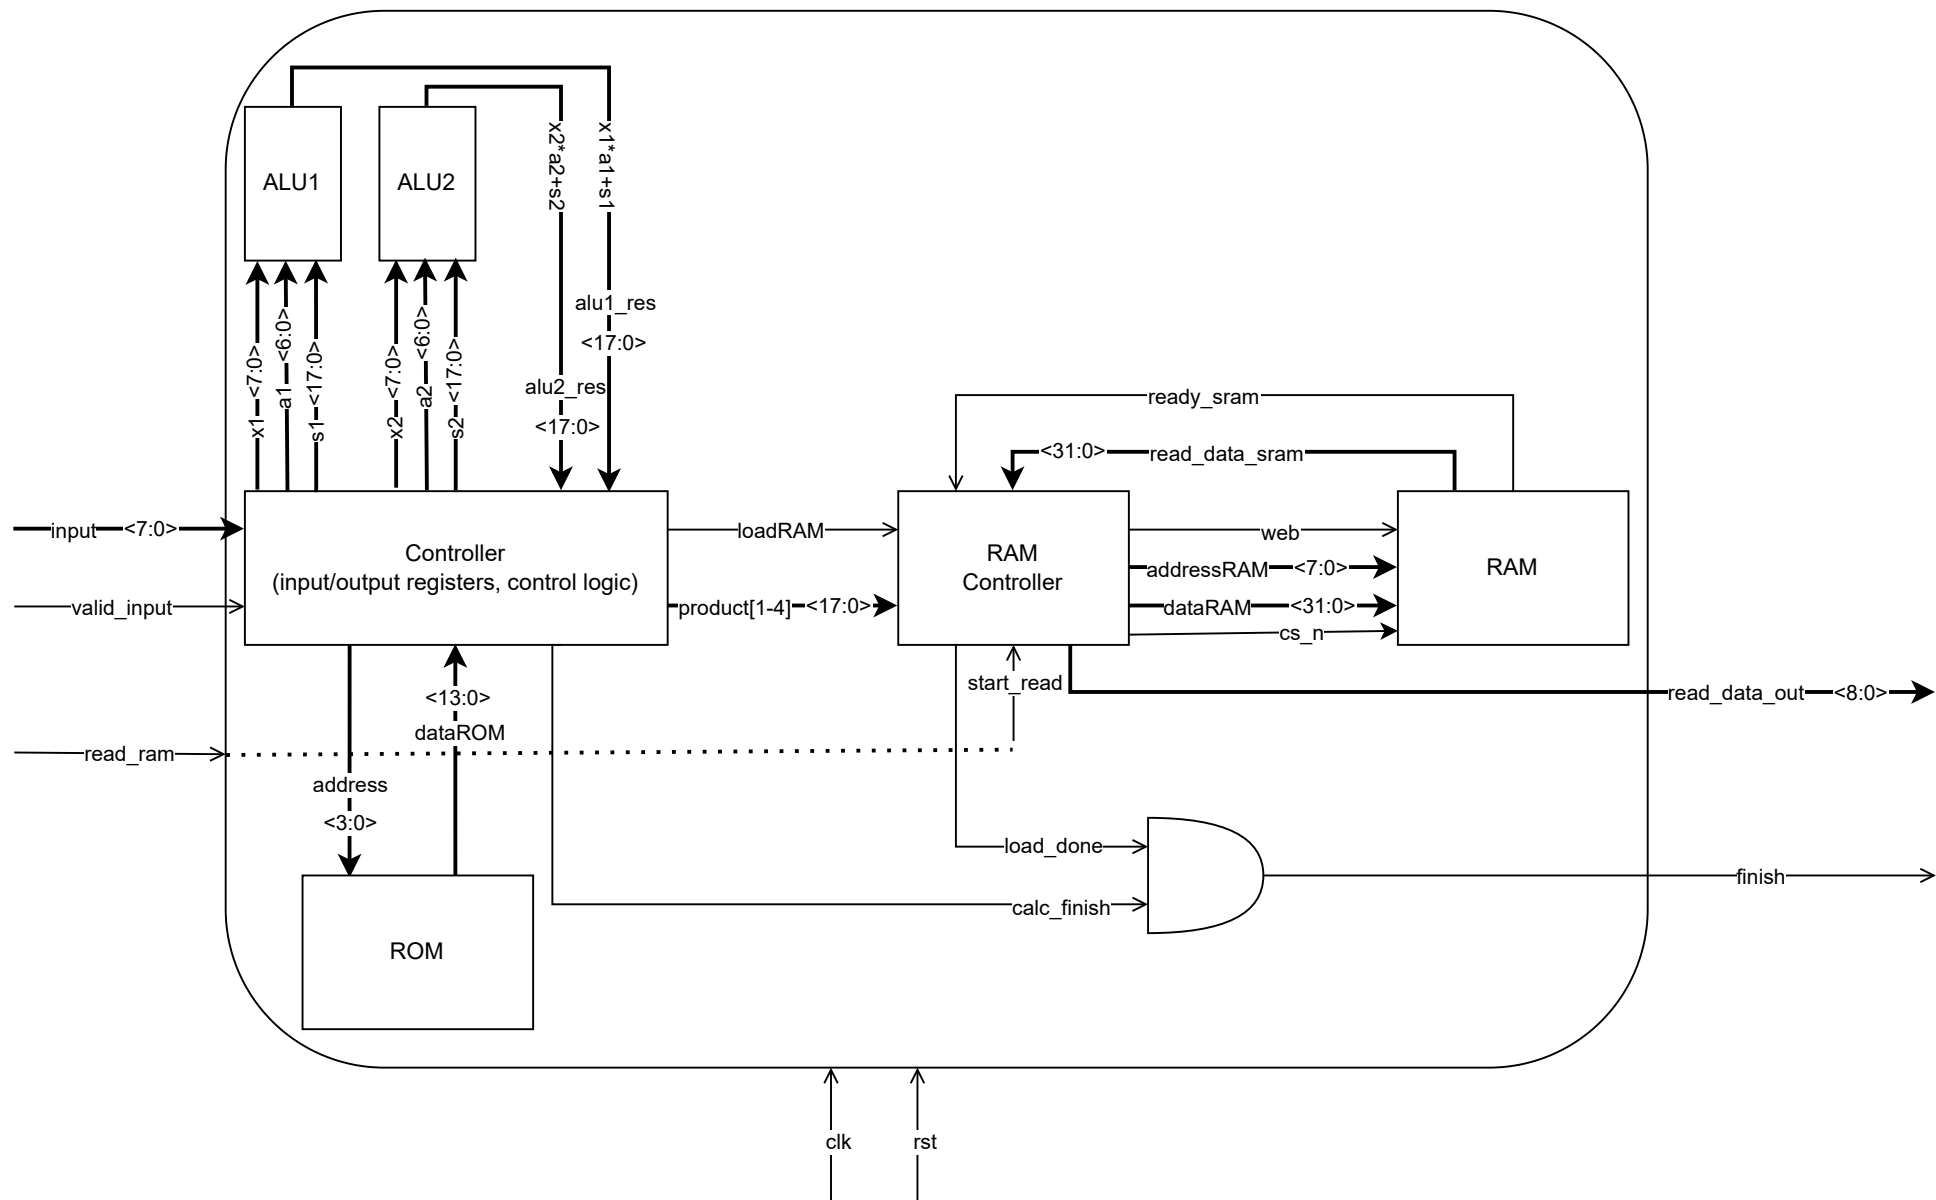 ALU1
ALU2
x2*a2+s2
x1*a1+s1
x1 <7:0>
a1 <6:0>
s1 <17:0>
x2 <7:0>
a2 <6:0>
s2 <17:0>
alu1_res
<17:0>
alu2_res
<17:0>
ready_sram
<31:0> read_data_sram
input <7:0>
valid_input
Controller
(input/output registers, control logic)
loadRAM
product[1-4] <17:0>
RAM
Controller
web
addressRAM <7:0>
dataRAM <31:0>
cs_n
RAM
start_read
read_data_out <8:0>
<13:0>
dataROM
read_ram
address
<3:0>
load_done
calc_finish
finish
ROM
clk
rst